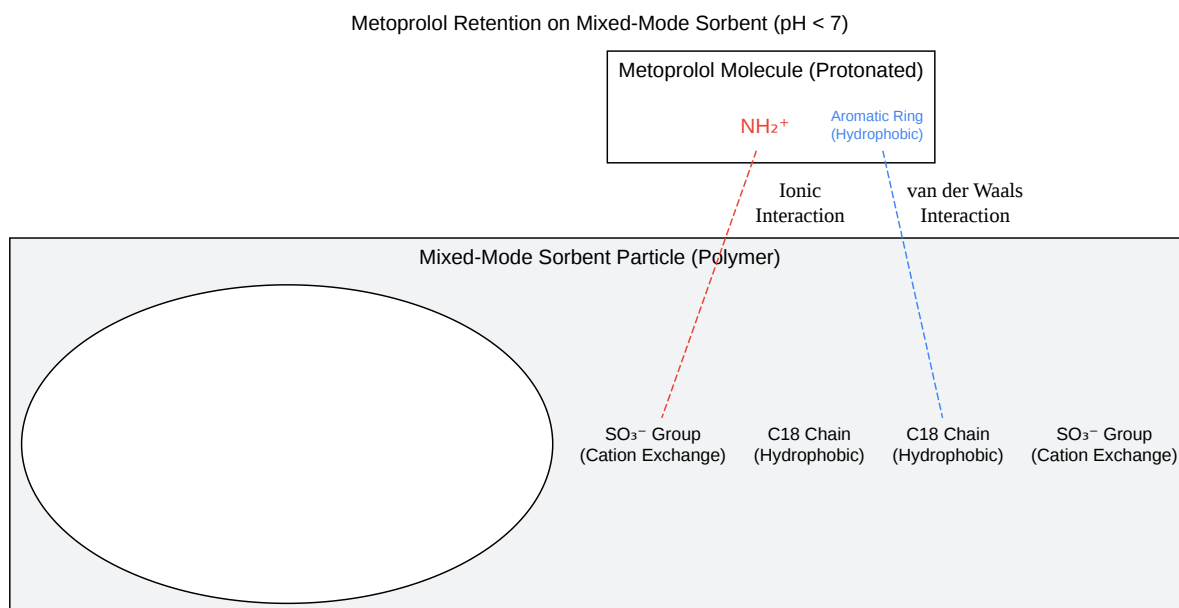 Metoprolol Retention on Mixed-Mode Sorbent (pH < 7)
Metoprolol Molecule (Protonated)
NH₂⁺
Aromatic Ring
(Hydrophobic)
Ionic
Interaction
van der Waals
Interaction
Mixed-Mode Sorbent Particle (Polymer)
SO₃⁻ Group
(Cation Exchange)
C18 Chain
(Hydrophobic)
C18 Chain
(Hydrophobic)
SO₃⁻ Group
(Cation Exchange)